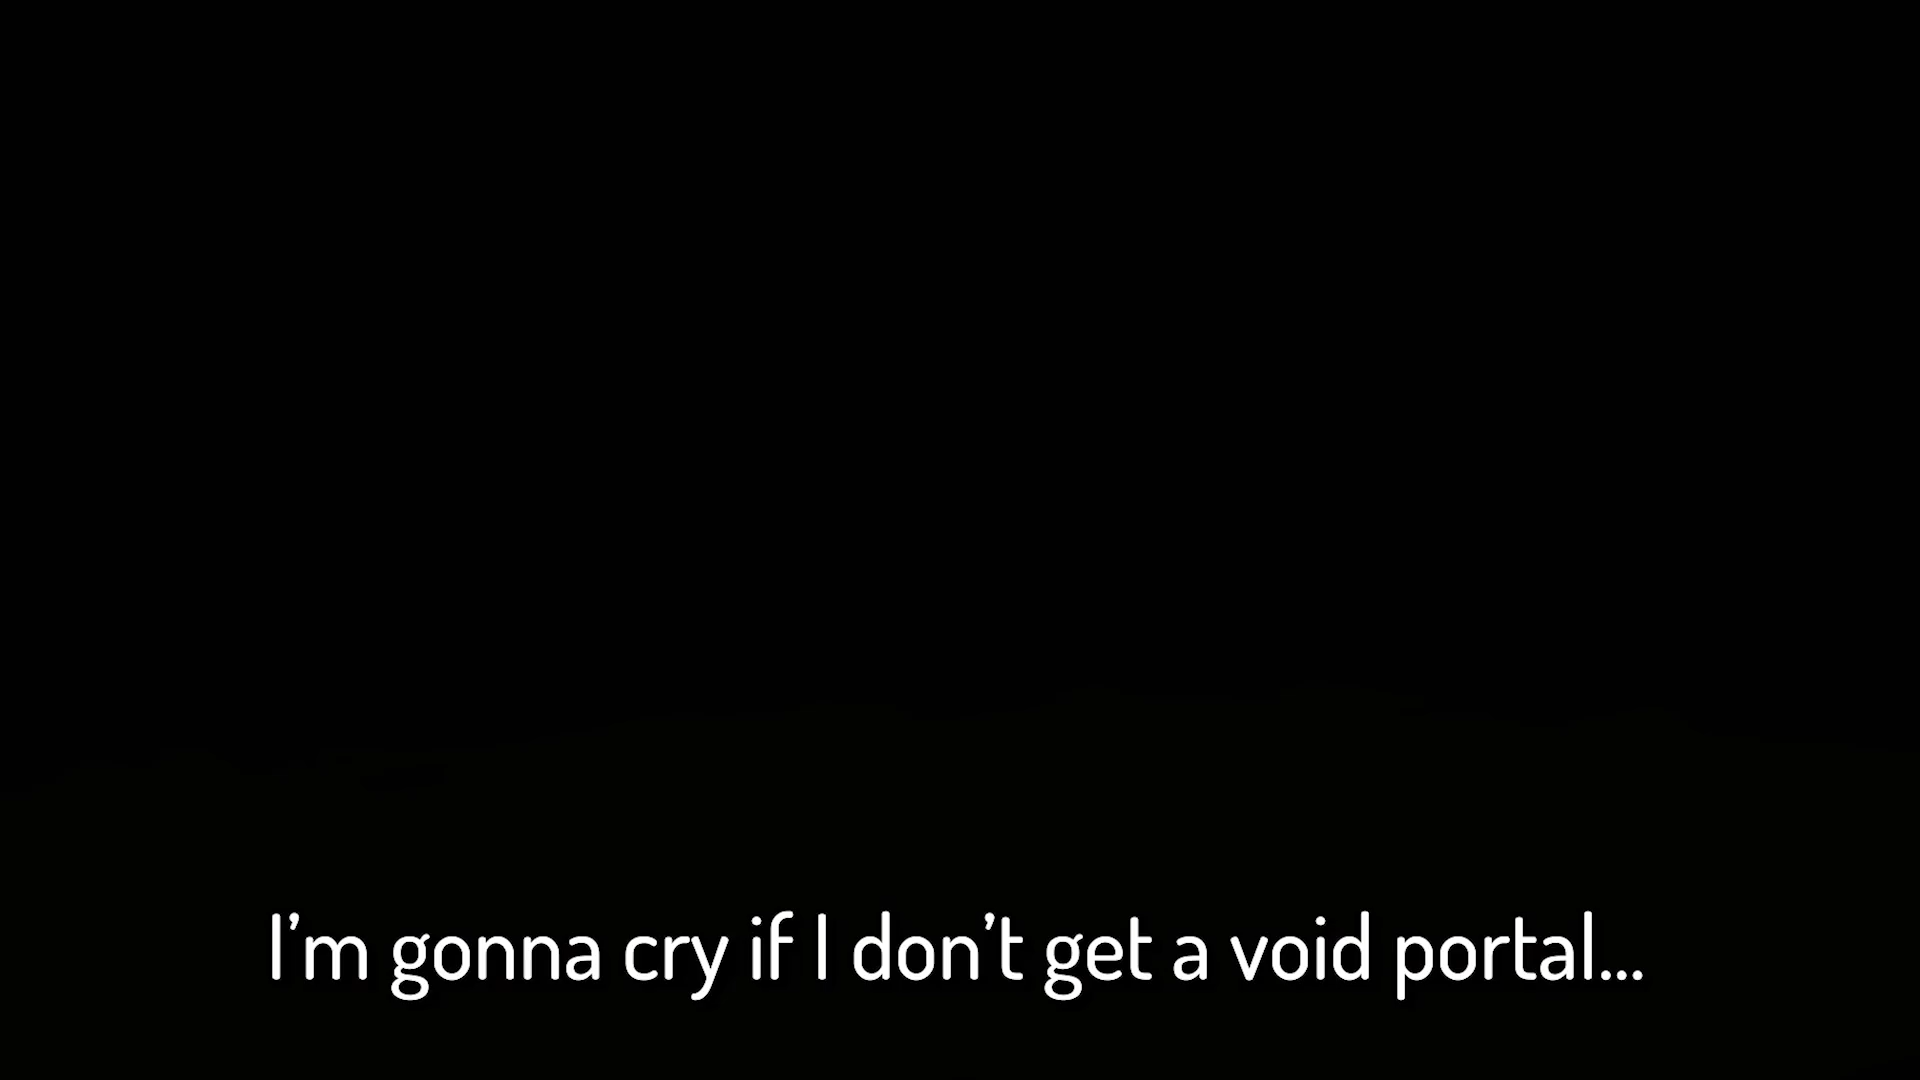 I’m gonna cry if I don’t get a void portal...